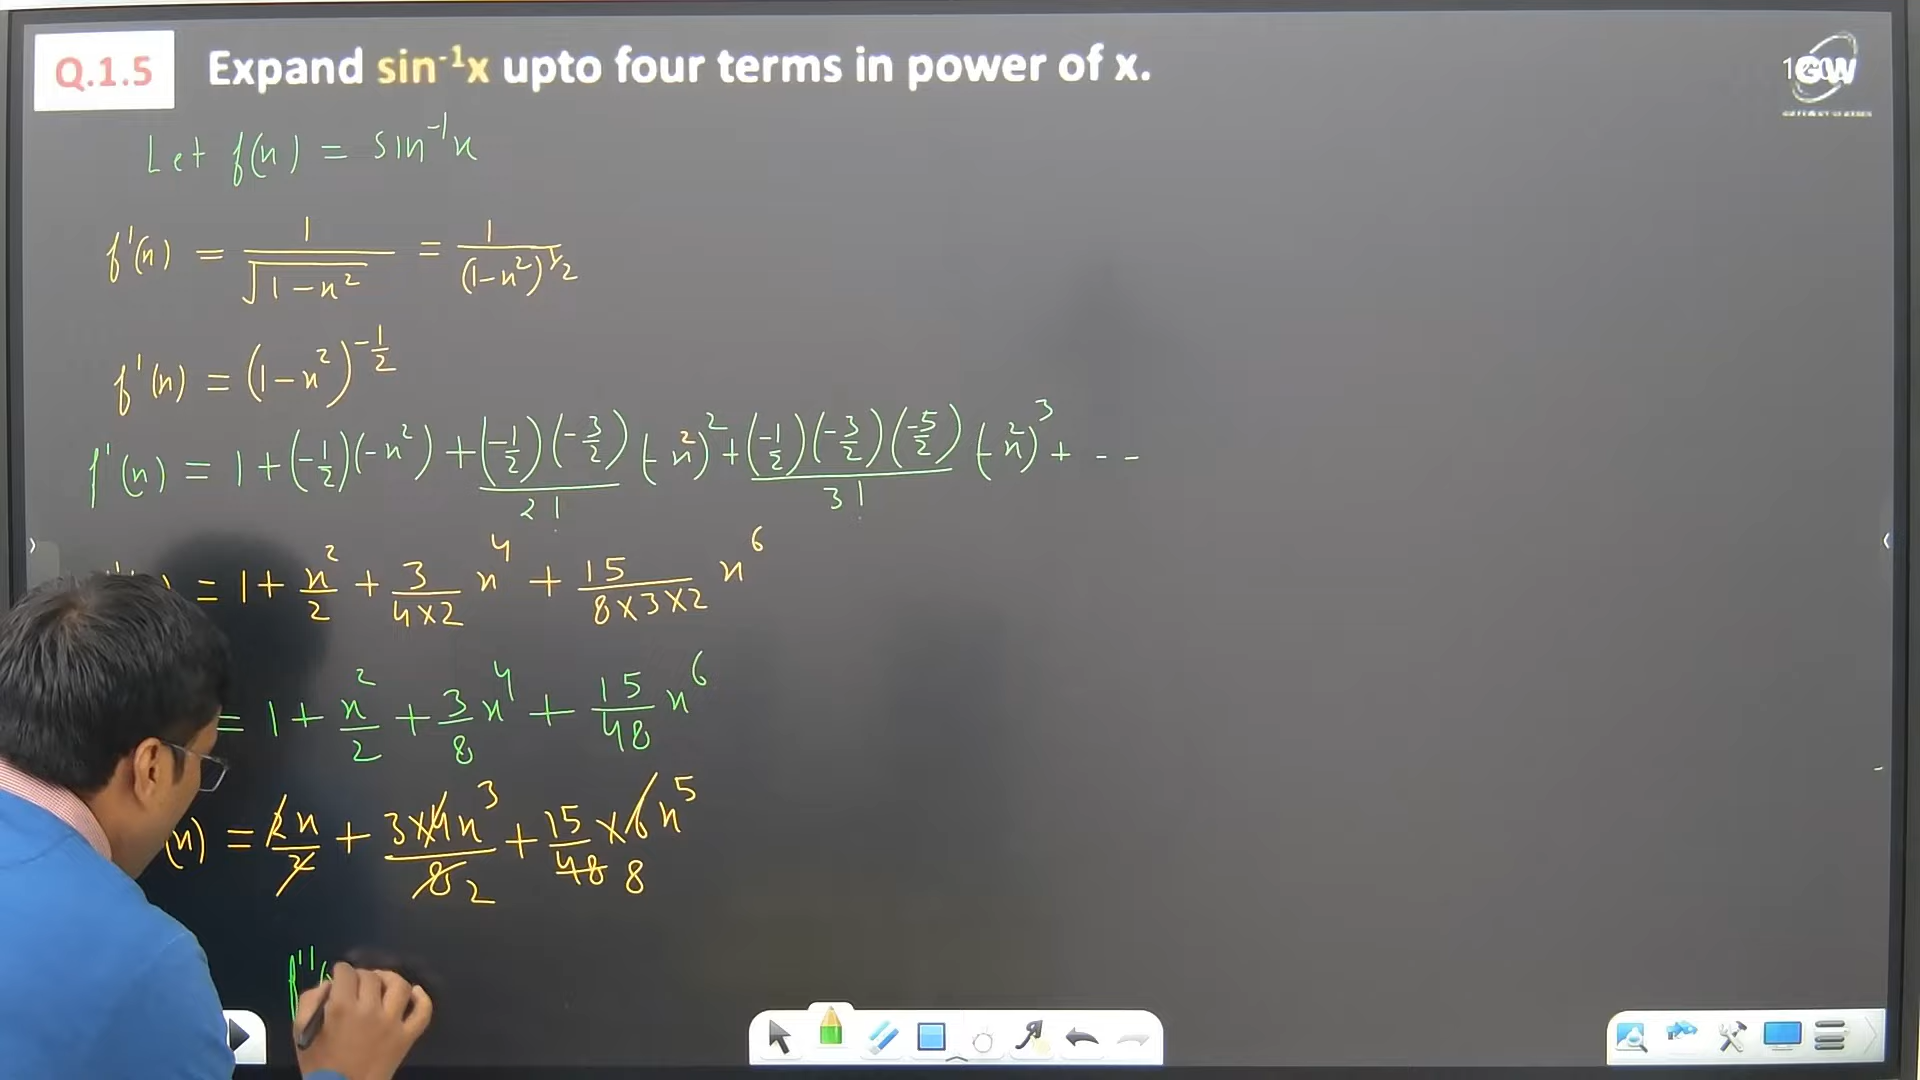 Q.1.5 Expand sin⁻¹x upto four terms in power of x.
GW
Let f(x) = sin⁻¹x
f'(x) = 1/√(1-x²) = 1/(1-x²)^1/2
f'(x) = (1-x²)^-1/2
f'(x) = 1 + (-1/2)(-x²) + (-1/2)(-3/2)/2! (-x²)² + (-1/2)(-3/2)(-5/2)/3! (-x²)³ + - -
= 1 + x²/2 + 3/(4×2) x⁴ + 15/(8×3×2) x⁶
= 1 + x²/2 + 3/8 x⁴ + 15/48 x⁶
(x) = 2x/2 + 3×4x³/8 2 + 15/48 × 6x⁵ 8
f''(